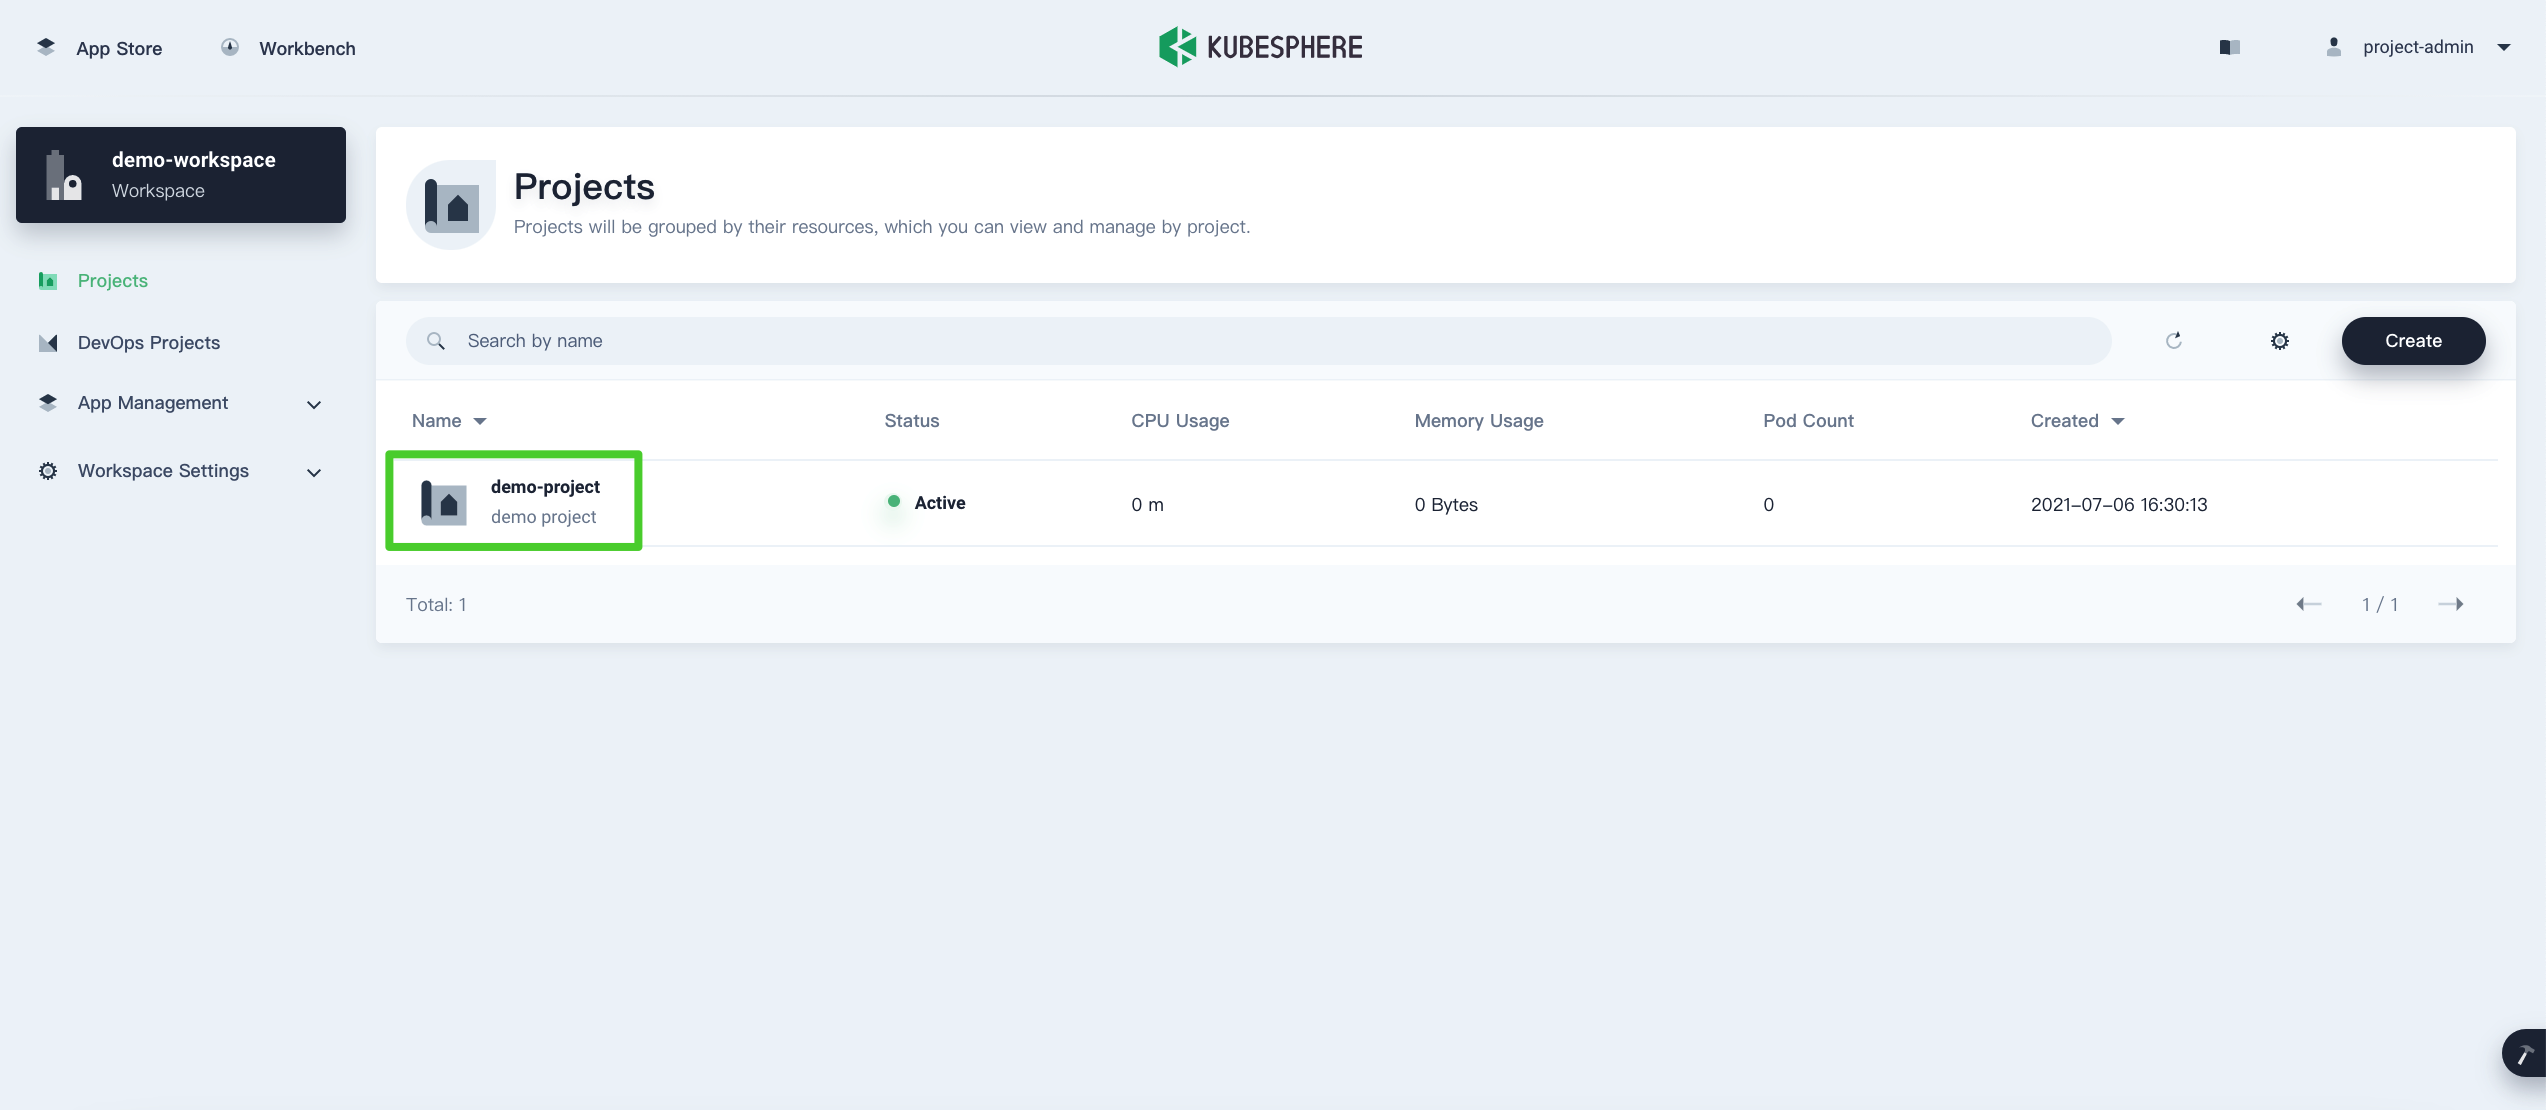 App Store
Workbench
KUBESPHERE
project-admin
demo-workspace
Workspace
Projects
DevOps Projects
App Management
Workspace Settings
Projects
Projects will be grouped by their resources, which you can view and manage by project.
Search by name
Create
Name Status CPU Usage Memory Usage Pod Count Created
demo-project
demo project
Active 0 m 0 Bytes 0 2021-07-06 16:30:13
Total: 1
1 / 1